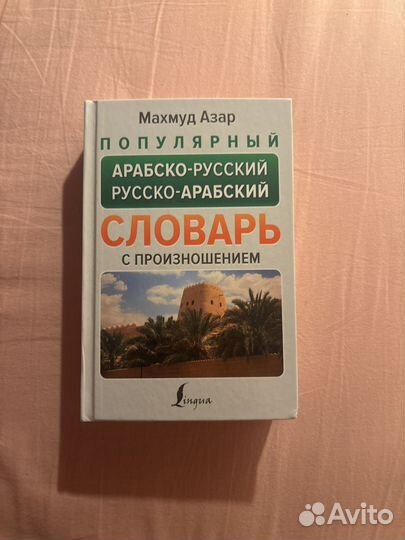 Махмуд Азар
ПОПУЛЯРНЫЙ
АРАБСКО-РУССКИЙ
РУССКО-АРАБСКИЙ
СЛОВАРЬ
С ПРОИЗНОШЕНИЕМ
Lingua
Avito